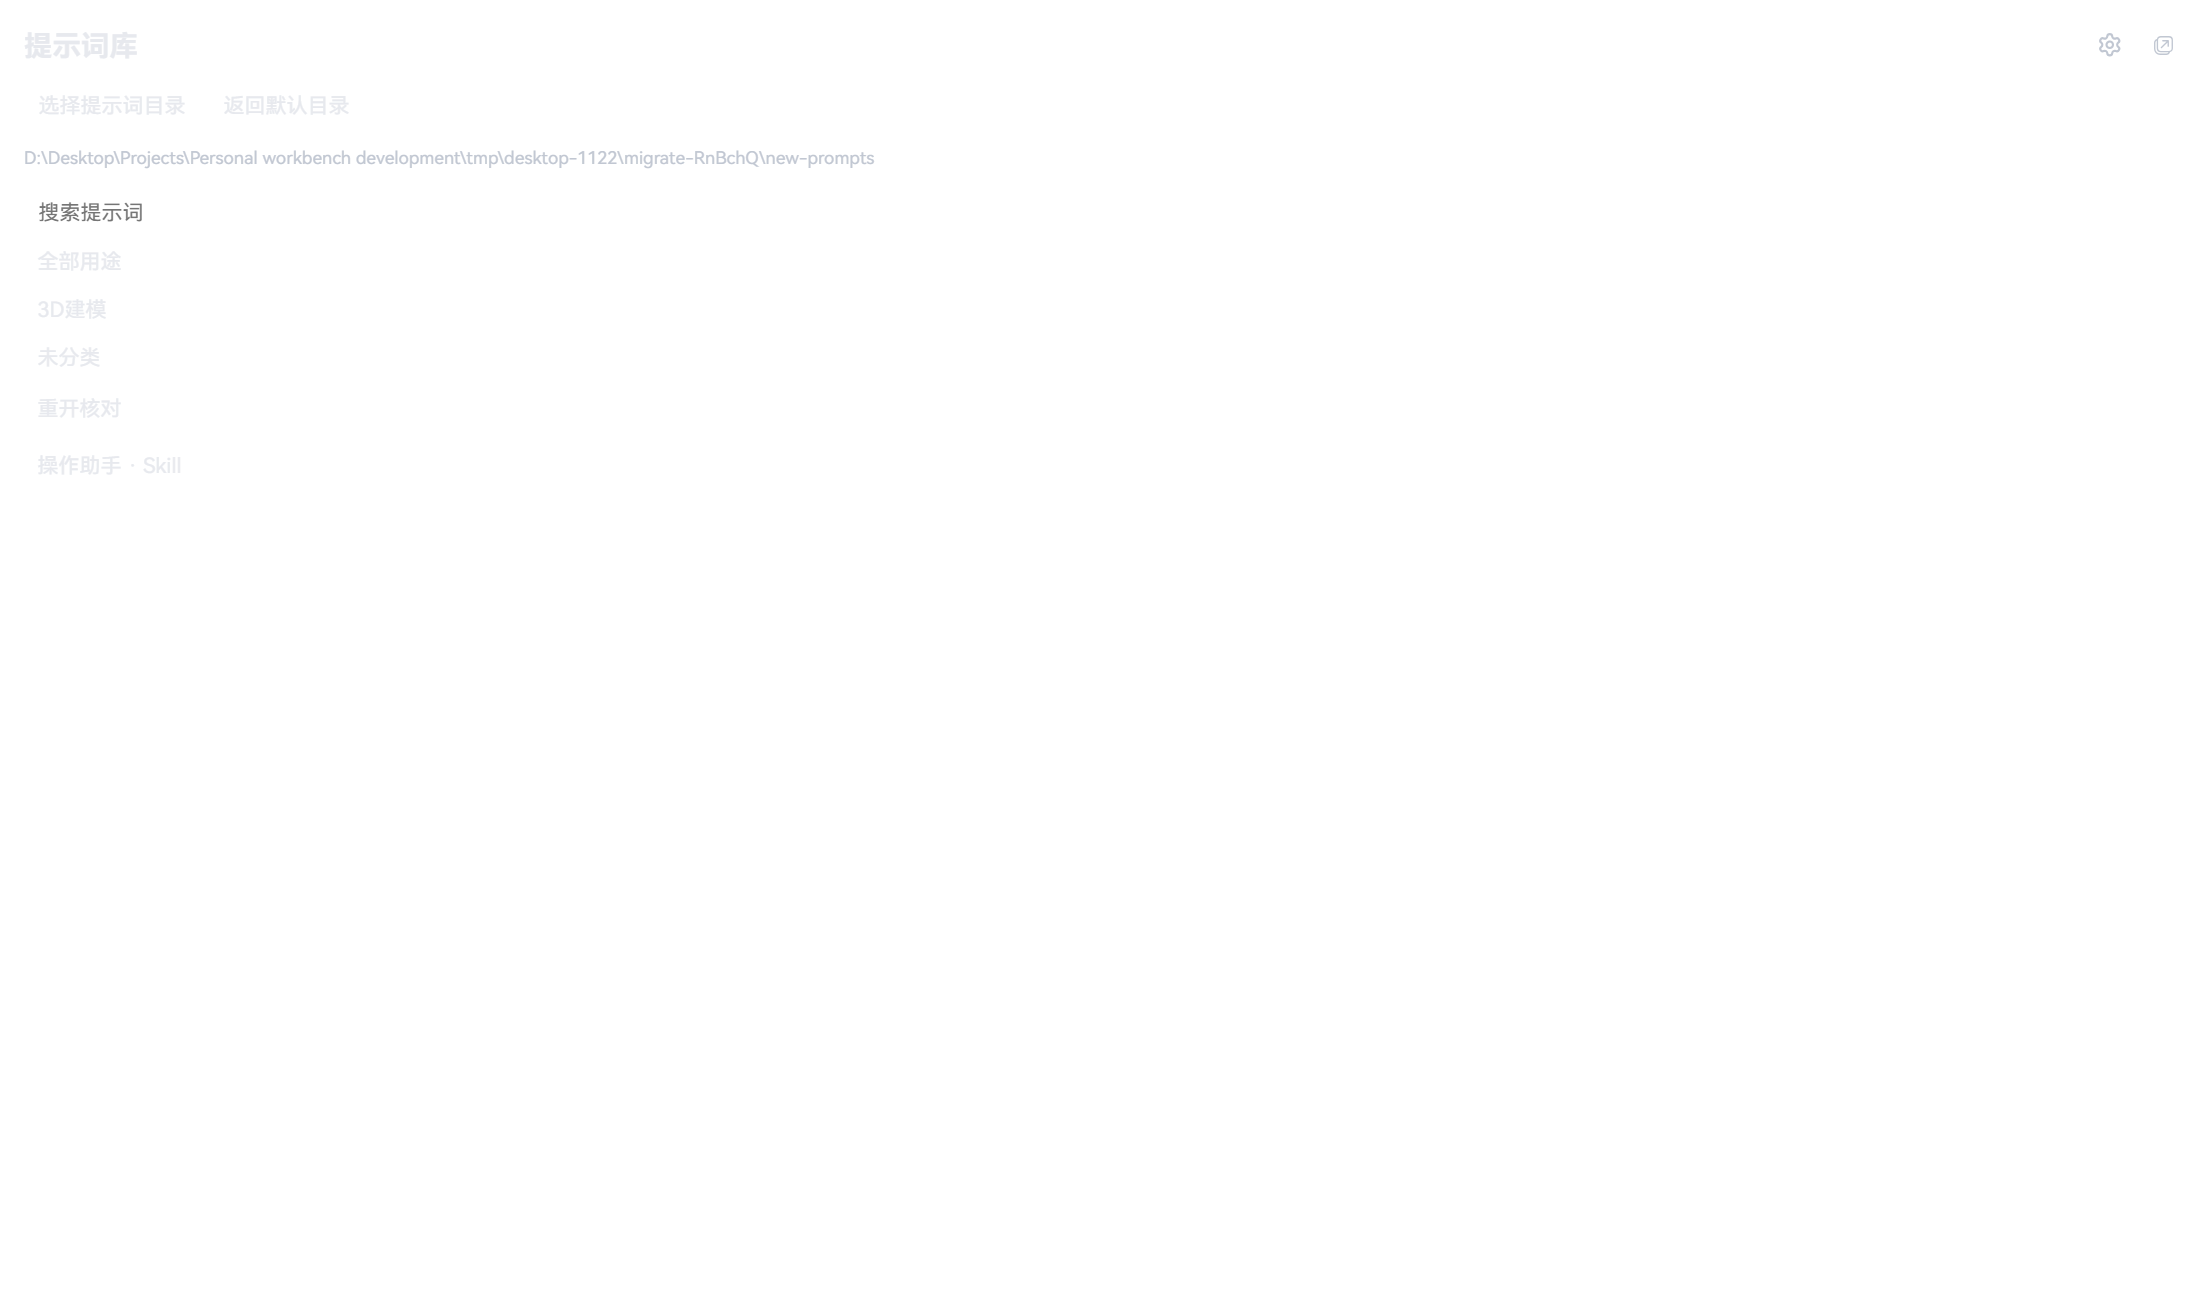 提示词库
选择提示词目录 返回默认目录
D:\Desktop\Projects\Personal workbench development\tmp\desktop-1122\migrate-RnBchQ\new-prompts
搜索提示词
全部用途
3D建模
未分类
重开核对
操作助手 · Skill